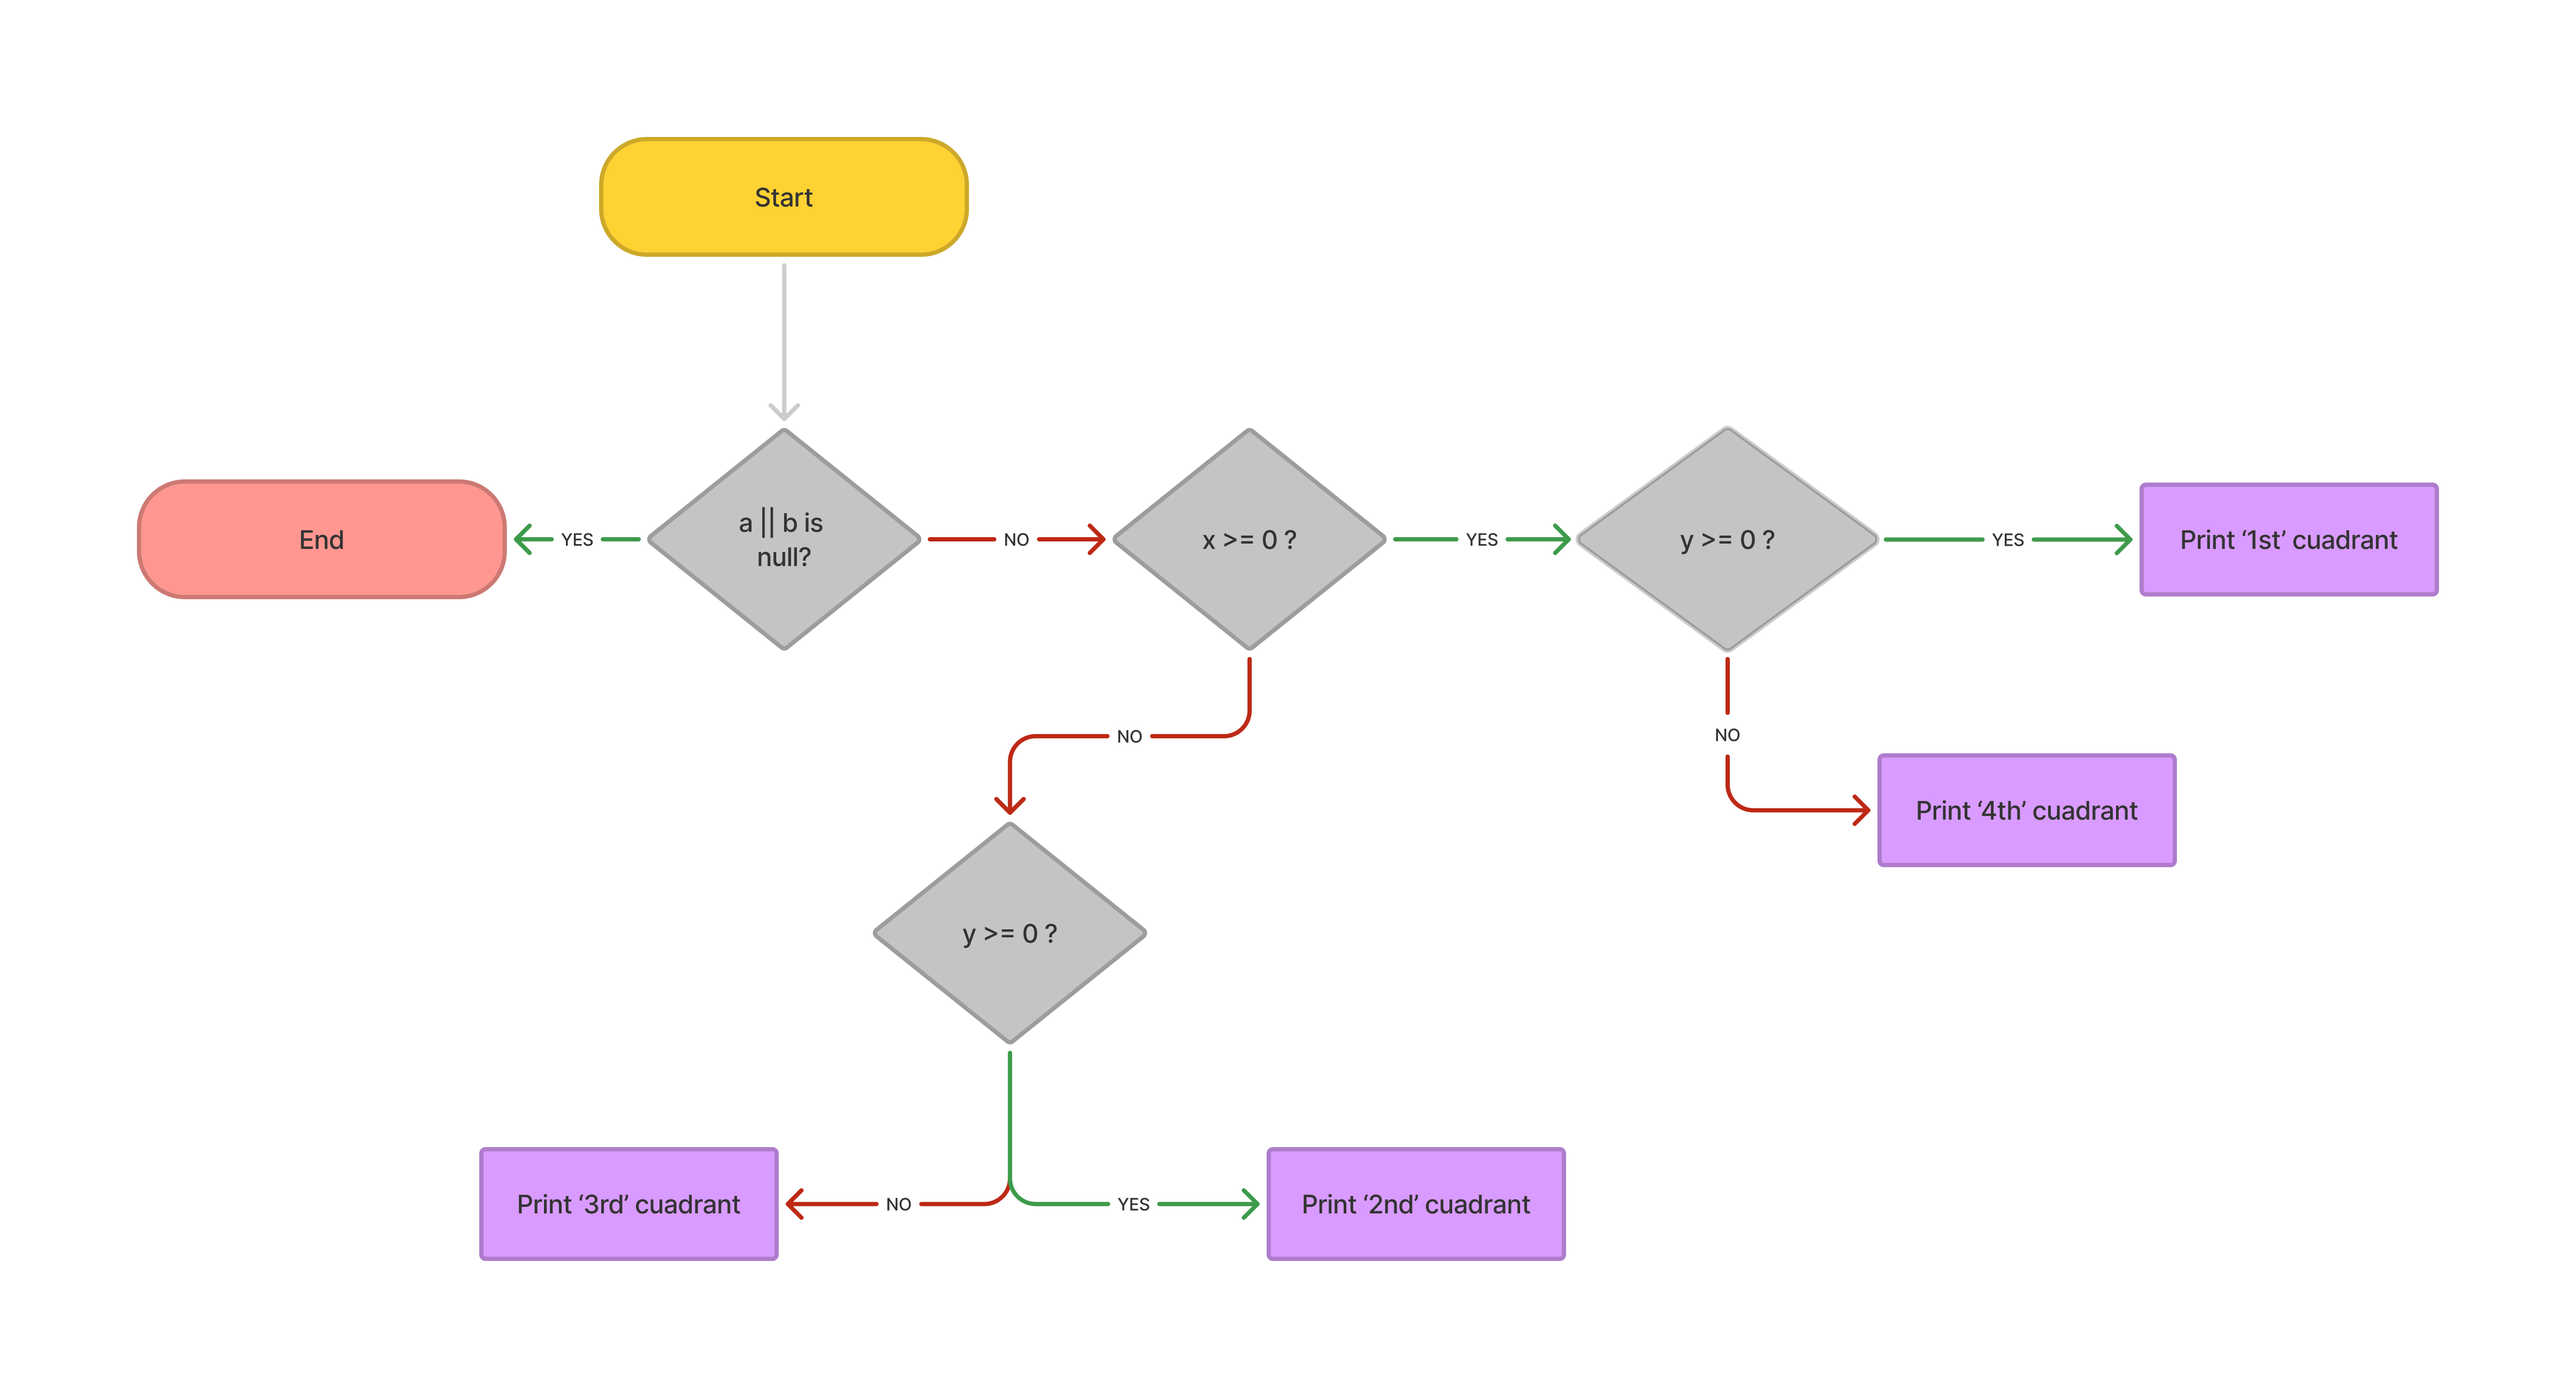 Start
End
YES
a || b is
null?
NO
x >= 0 ?
YES
y >= 0 ?
YES
Print ‘1st’ cuadrant
NO
NO
Print ‘4th’ cuadrant
y >= 0 ?
Print ‘3rd’ cuadrant
NO
YES
Print ‘2nd’ cuadrant